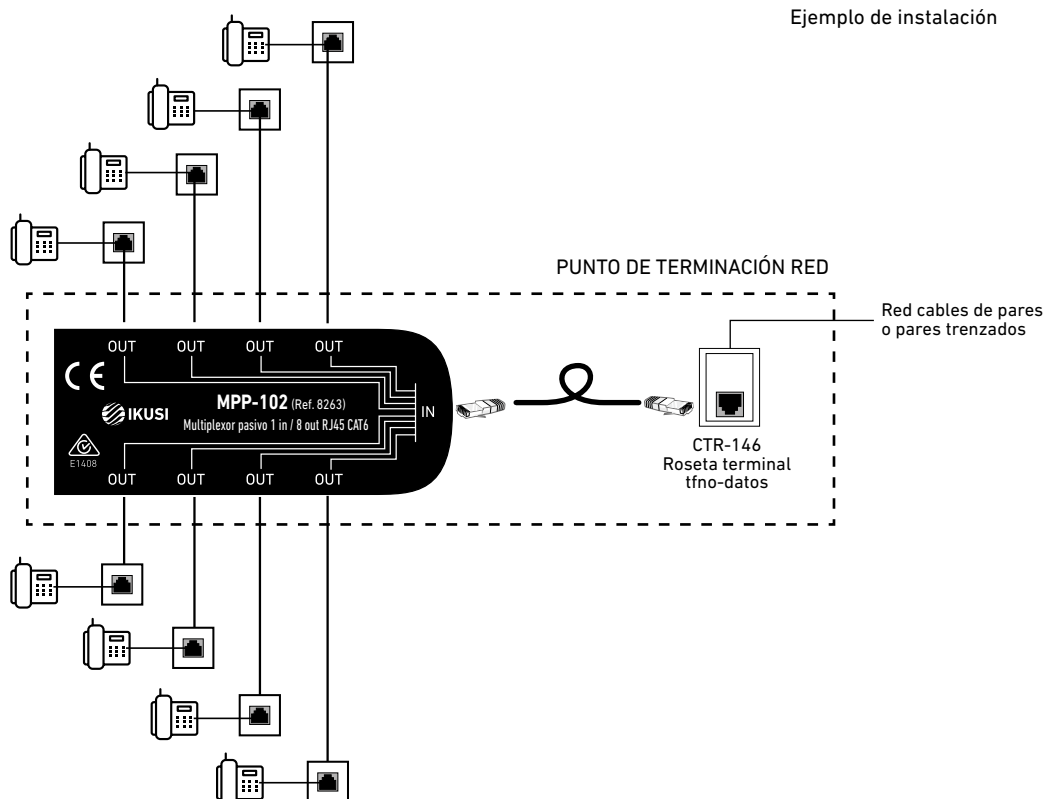 Ejemplo de instalación
PUNTO DE TERMINACIÓN RED
Red cables de pares
o pares trenzados
OUT OUT OUT OUT
CE
MPP-102 (Ref. 8263)
IKUSI
Multiplexor pasivo 1 in / 8 out RJ45 CAT6
IN
E1408
OUT OUT OUT OUT
CTR-146
Roseta terminal
tfno-datos